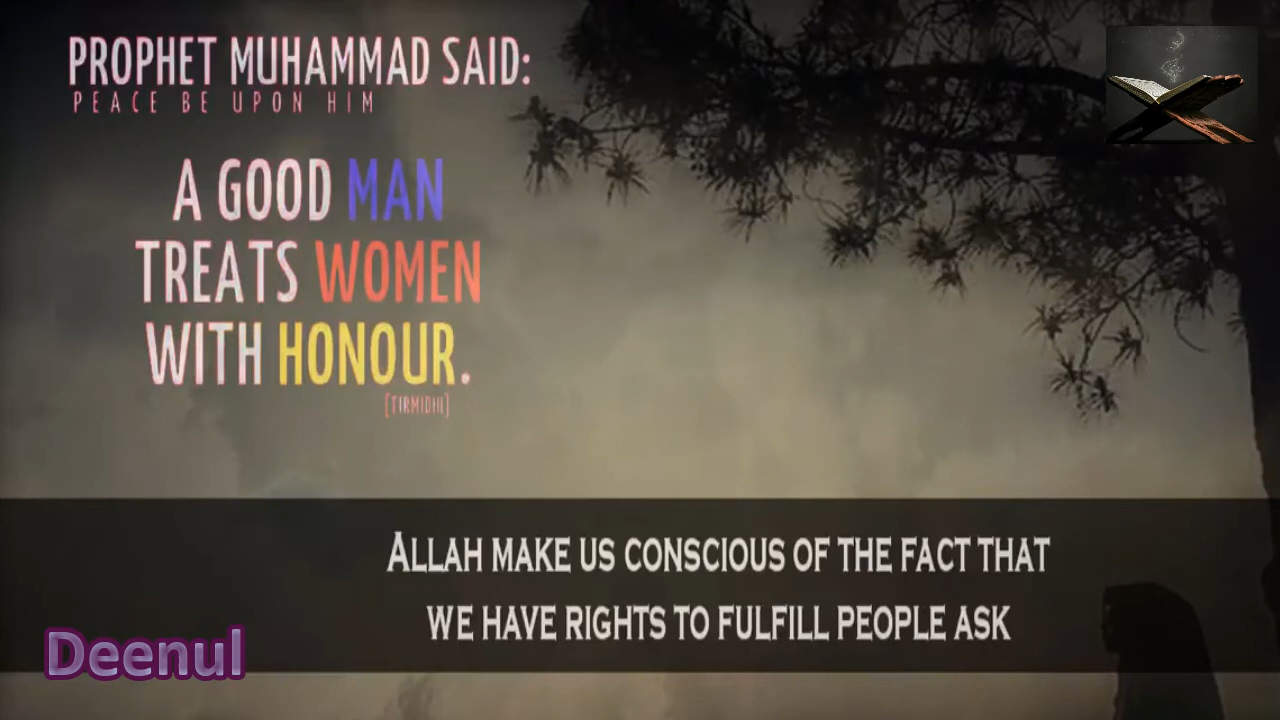 PROPHET MUHAMMAD SAID:
PEACE BE UPON HIM
A GOOD MAN
TREATS WOMEN
WITH HONOUR.
[TIRMIDHI]
ALLAH MAKE US CONSCIOUS OF THE FACT THAT
WE HAVE RIGHTS TO FULFILL PEOPLE ASK
Deenul